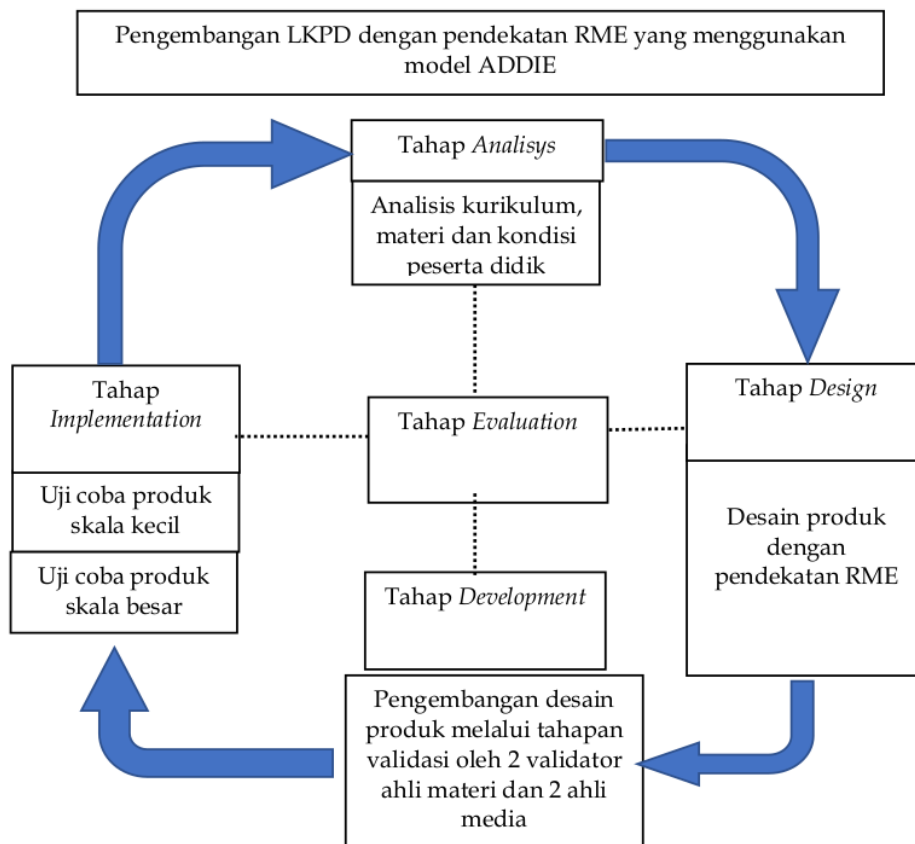 Pengembangan LKPD dengan pendekatan RME yang menggunakan
model ADDIE
Tahap Analisys
Analisis kurikulum,
materi dan kondisi
peserta didik
Tahap
Implementation
Uji coba produk
skala kecil
Uji coba produk
skala besar
Tahap Evaluation
Tahap Design
Desain produk
dengan
pendekatan RME
Tahap Development
Pengembangan desain
produk melalui tahapan
validasi oleh 2 validator
ahli materi dan 2 ahli
media